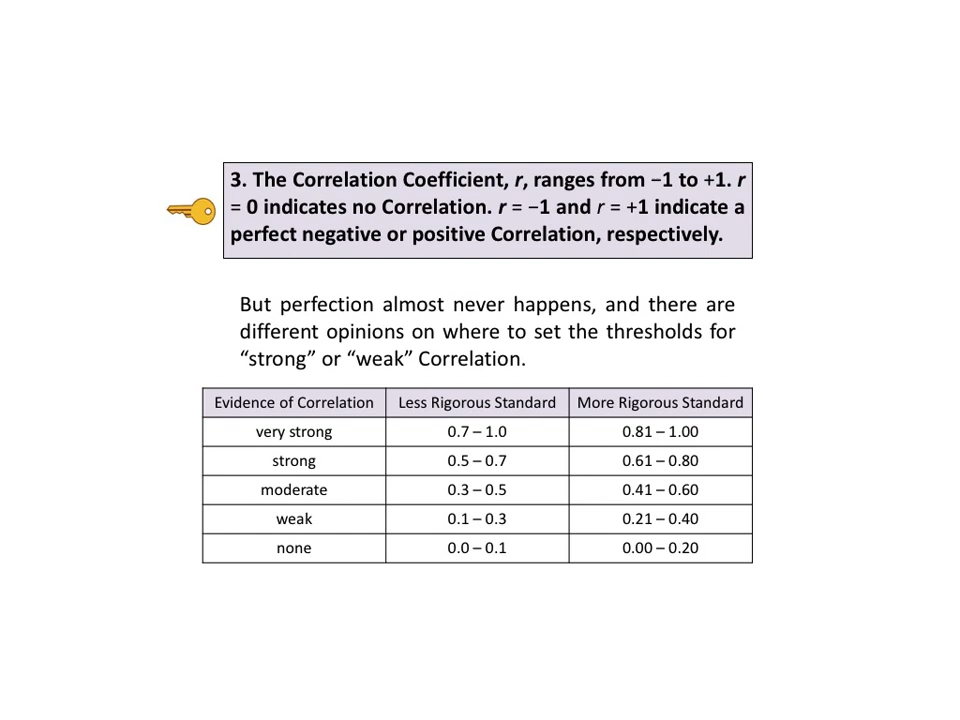 3. The Correlation Coefficient, r, ranges from −1 to +1. r
= 0 indicates no Correlation. r = −1 and r = +1 indicate a
perfect negative or positive Correlation, respectively.
But perfection almost never happens, and there are
different opinions on where to set the thresholds for
“strong” or “weak” Correlation.
Evidence of Correlation Less Rigorous Standard More Rigorous Standard
very strong 0.7 – 1.0 0.81 – 1.00
strong 0.5 – 0.7 0.61 – 0.80
moderate 0.3 – 0.5 0.41 – 0.60
weak 0.1 – 0.3 0.21 – 0.40
none 0.0 – 0.1 0.00 – 0.20